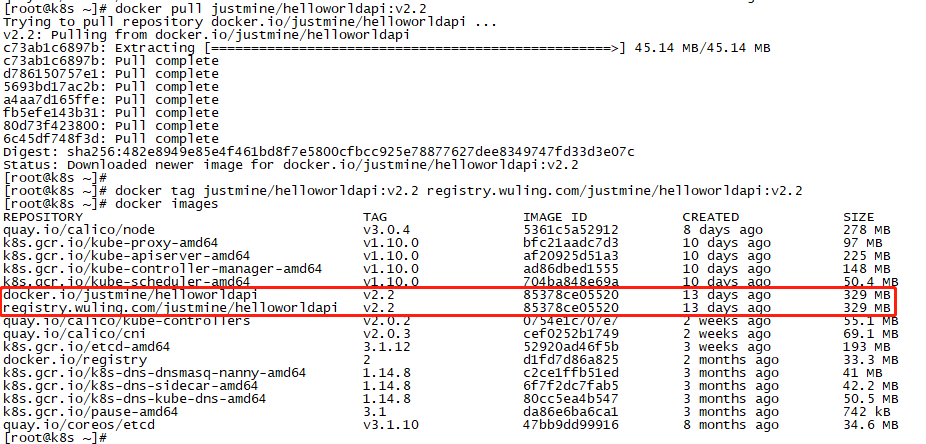 [root@k8s ~]# docker pull justmine/helloworldapi:v2.2
Trying to pull repository docker.io/justmine/helloworldapi ...
v2.2: Pulling from docker.io/justmine/helloworldapi
c73ab1c6897b: Extracting [==================================================>] 45.14 MB/45.14 MB
c73ab1c6897b: Pull complete
d786150757e1: Pull complete
5693bd17ac2b: Pull complete
a4aa7d165ffe: Pull complete
fb5efe143b31: Pull complete
80d73f423800: Pull complete
6c45df748f3d: Pull complete
Digest: sha256:482e8949e85e4f461bd8f7e5800cfbcc925e78877627dee8349747fd33d3e07c
Status: Downloaded newer image for docker.io/justmine/helloworldapi:v2.2
[root@k8s ~]#
[root@k8s ~]# docker tag justmine/helloworldapi:v2.2 registry.wuling.com/justmine/helloworldapi:v2.2
[root@k8s ~]# docker images
REPOSITORY TAG IMAGE ID CREATED SIZE
quay.io/calico/node v3.0.4 5361c5a52912 8 days ago 278 MB
k8s.gcr.io/kube-proxy-amd64 v1.10.0 bfc21aadc7d3 10 days ago 97 MB
k8s.gcr.io/kube-apiserver-amd64 v1.10.0 af20925d51a3 10 days ago 225 MB
k8s.gcr.io/kube-controller-manager-amd64 v1.10.0 ad86dbed1555 10 days ago 148 MB
k8s.gcr.io/kube-scheduler-amd64 v1.10.0 704ba848e69a 10 days ago 50.4 MB
docker.io/justmine/helloworldapi v2.2 85378ce05520 13 days ago 329 MB
registry.wuling.com/justmine/helloworldapi v2.2 85378ce05520 13 days ago 329 MB
quay.io/calico/kube-controllers v2.0.2 0754e1c707e7 2 weeks ago 55.1 MB
quay.io/calico/cni v2.0.3 cef0252b1749 2 weeks ago 69.1 MB
k8s.gcr.io/etcd-amd64 3.1.12 52920ad46f5b 3 weeks ago 193 MB
docker.io/registry 2 d1fd7d86a825 2 months ago 33.3 MB
k8s.gcr.io/k8s-dns-dnsmasq-nanny-amd64 1.14.8 c2ce1ffb51ed 3 months ago 41 MB
k8s.gcr.io/k8s-dns-sidecar-amd64 1.14.8 6f7f2dc7fab5 3 months ago 42.2 MB
k8s.gcr.io/k8s-dns-kube-dns-amd64 1.14.8 80cc5ea4b547 3 months ago 50.5 MB
k8s.gcr.io/pause-amd64 3.1 da86e6ba6ca1 3 months ago 742 kB
quay.io/coreos/etcd v3.1.10 47bb9dd99916 8 months ago 34.6 MB
[root@k8s ~]#